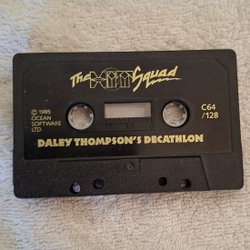 The HIT Squad
© 1985
OCEAN
SOFTWARE
LTD.
C64
/128
DALEY THOMPSON'S DECATHLON